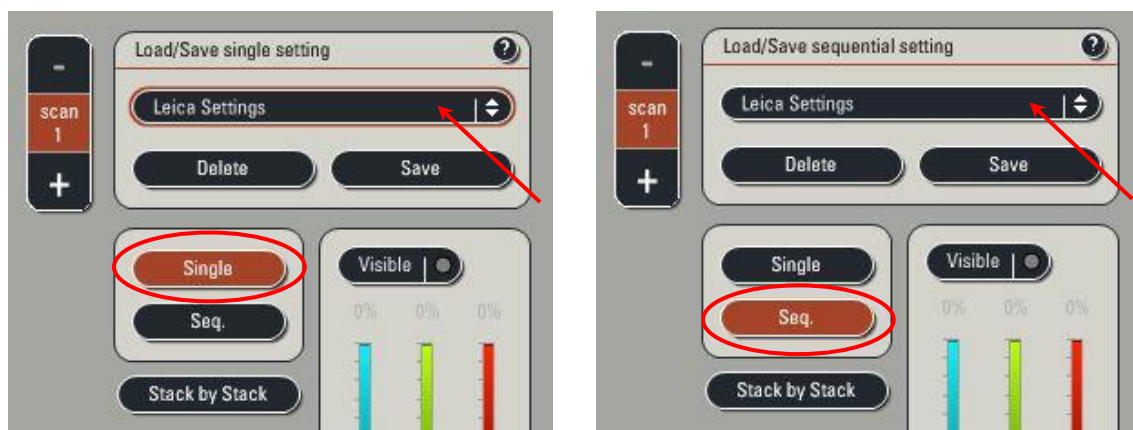 -
scan
1
+
Load/Save single setting
?
Leica Settings
Delete Save
Single
Seq.
Stack by Stack
Visible
0% 0% 0%
-
scan
1
+
Load/Save sequential setting
?
Leica Settings
Delete Save
Single
Seq.
Stack by Stack
Visible
0% 0% 0%